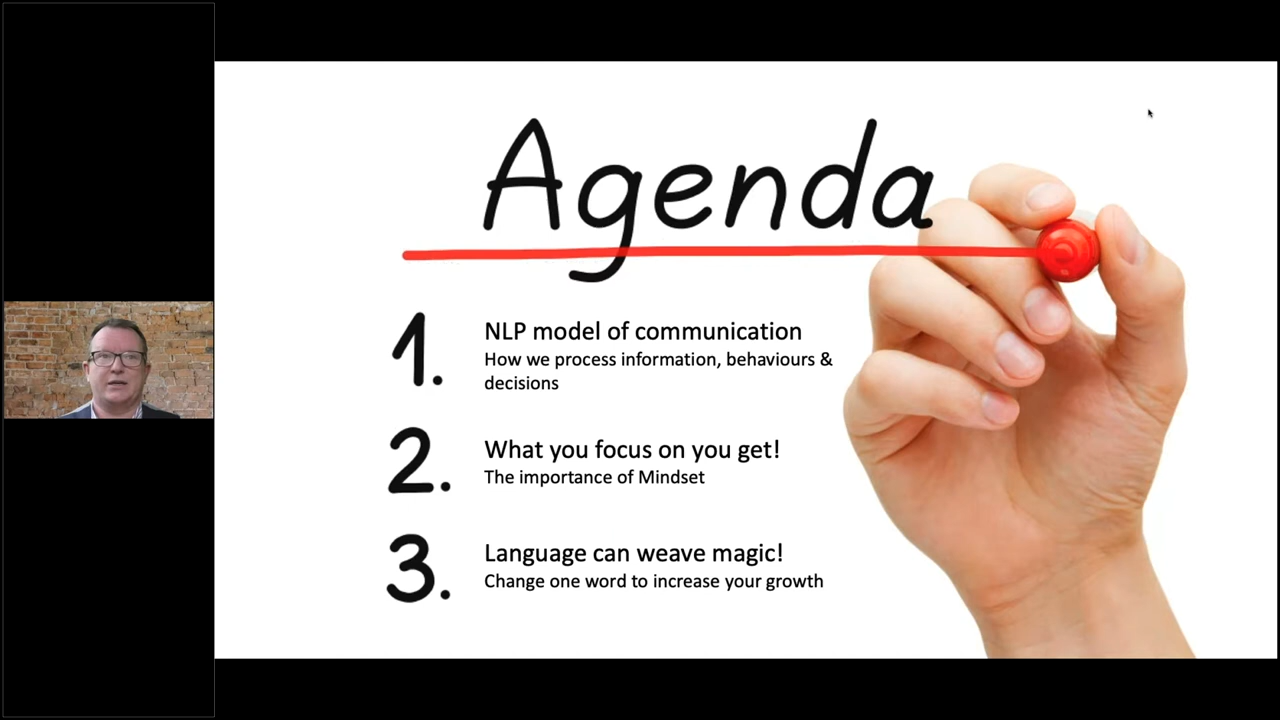 Agenda
1.
NLP model of communication
How we process information, behaviours &
decisions
2.
What you focus on you get!
The importance of Mindset
3.
Language can weave magic!
Change one word to increase your growth